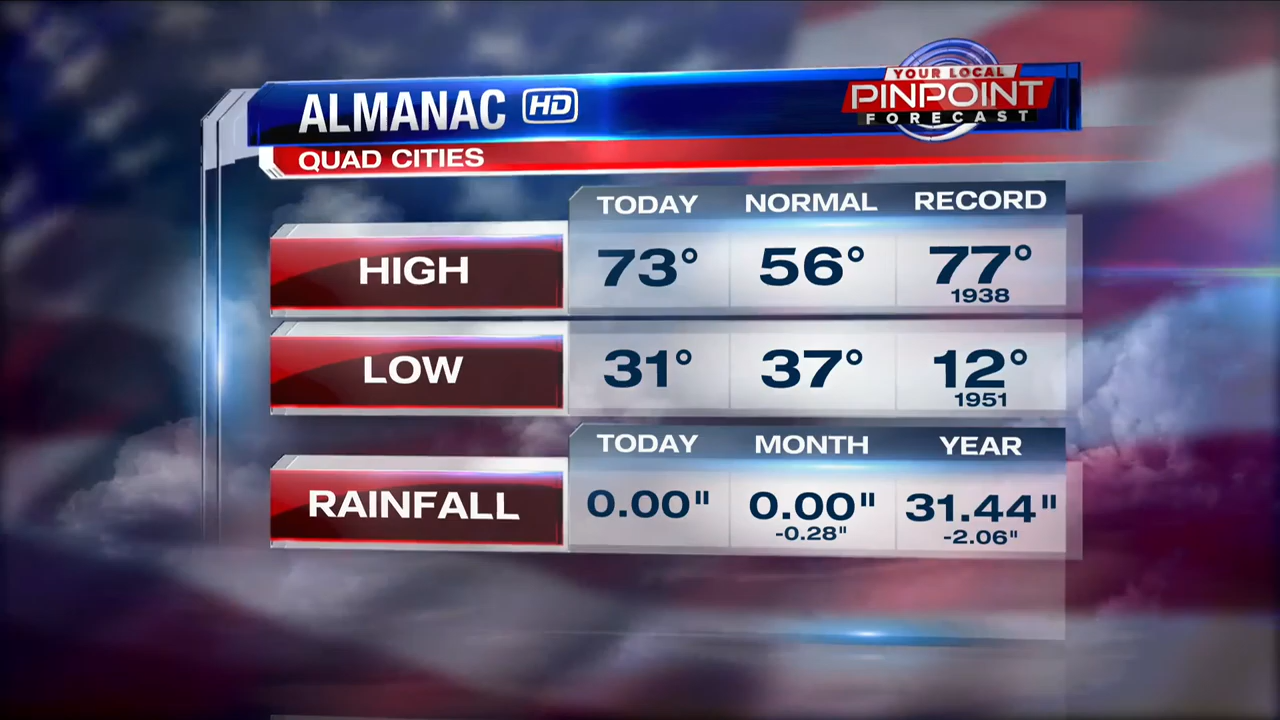 ALMANAC HD
YOUR LOCAL
PINPOINT
FORECAST
QUAD CITIES
TODAY NORMAL RECORD
HIGH 73° 56° 77°
1938
LOW 31° 37° 12°
1951
TODAY MONTH YEAR
RAINFALL 0.00" 0.00" 31.44"
-0.28" -2.06"